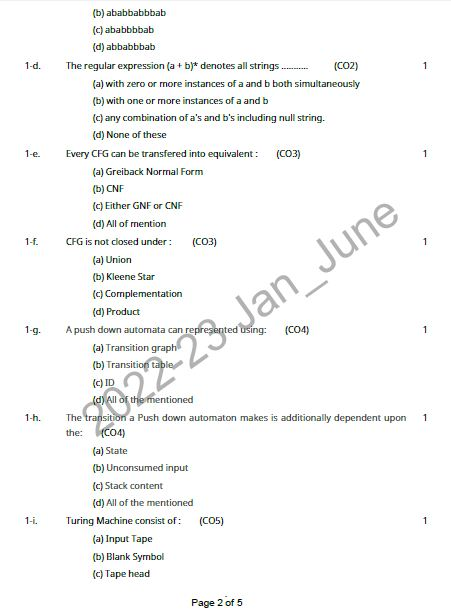 (b) ababbabbbab
(c) ababbbbab
(d) abbabbbab
1-d. The regular expression (a + b)* denotes all strings ........... (CO2) 1
(a) with zero or more instances of a and b both simultaneously
(b) with one or more instances of a and b
(c) any combination of a's and b's including null string.
(d) None of these
1-e. Every CFG can be transfered into equivalent : (CO3) 1
(a) Greiback Normal Form
(b) CNF
(c) Either GNF or CNF
(d) All of mention
1-f. CFG is not closed under : (CO3) 1
(a) Union
(b) Kleene Star
(c) Complementation
(d) Product
1-g. A push down automata can represented using: (CO4) 1
(a) Transition graph
(b) Transition table
(c) ID
(d) All of the mentioned
1-h. The transition a Push down automaton makes is additionally dependent upon 1
the: (CO4)
(a) State
(b) Unconsumed input
(c) Stack content
(d) All of the mentioned
1-i. Turing Machine consist of : (CO5) 1
(a) Input Tape
(b) Blank Symbol
(c) Tape head
Page 2 of 5
2022-23 Jan_June